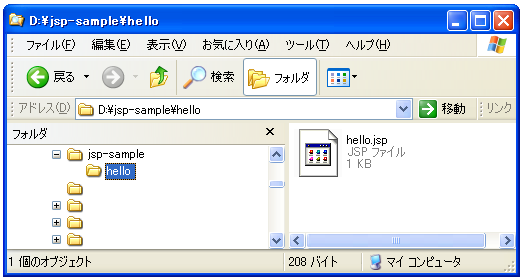 D:¥jsp-sample¥hello
ファイル(F) 編集(E) 表示(V) お気に入り(A) ツール(T) ヘルプ(H)
戻る 検索 フォルダ
アドレス(D) D:¥jsp-sample¥hello 移動 リンク
フォルダ
jsp-sample
hello
hello.jsp
JSP ファイル
1 KB
1 個のオブジェクト 208 バイト マイ コンピュータ